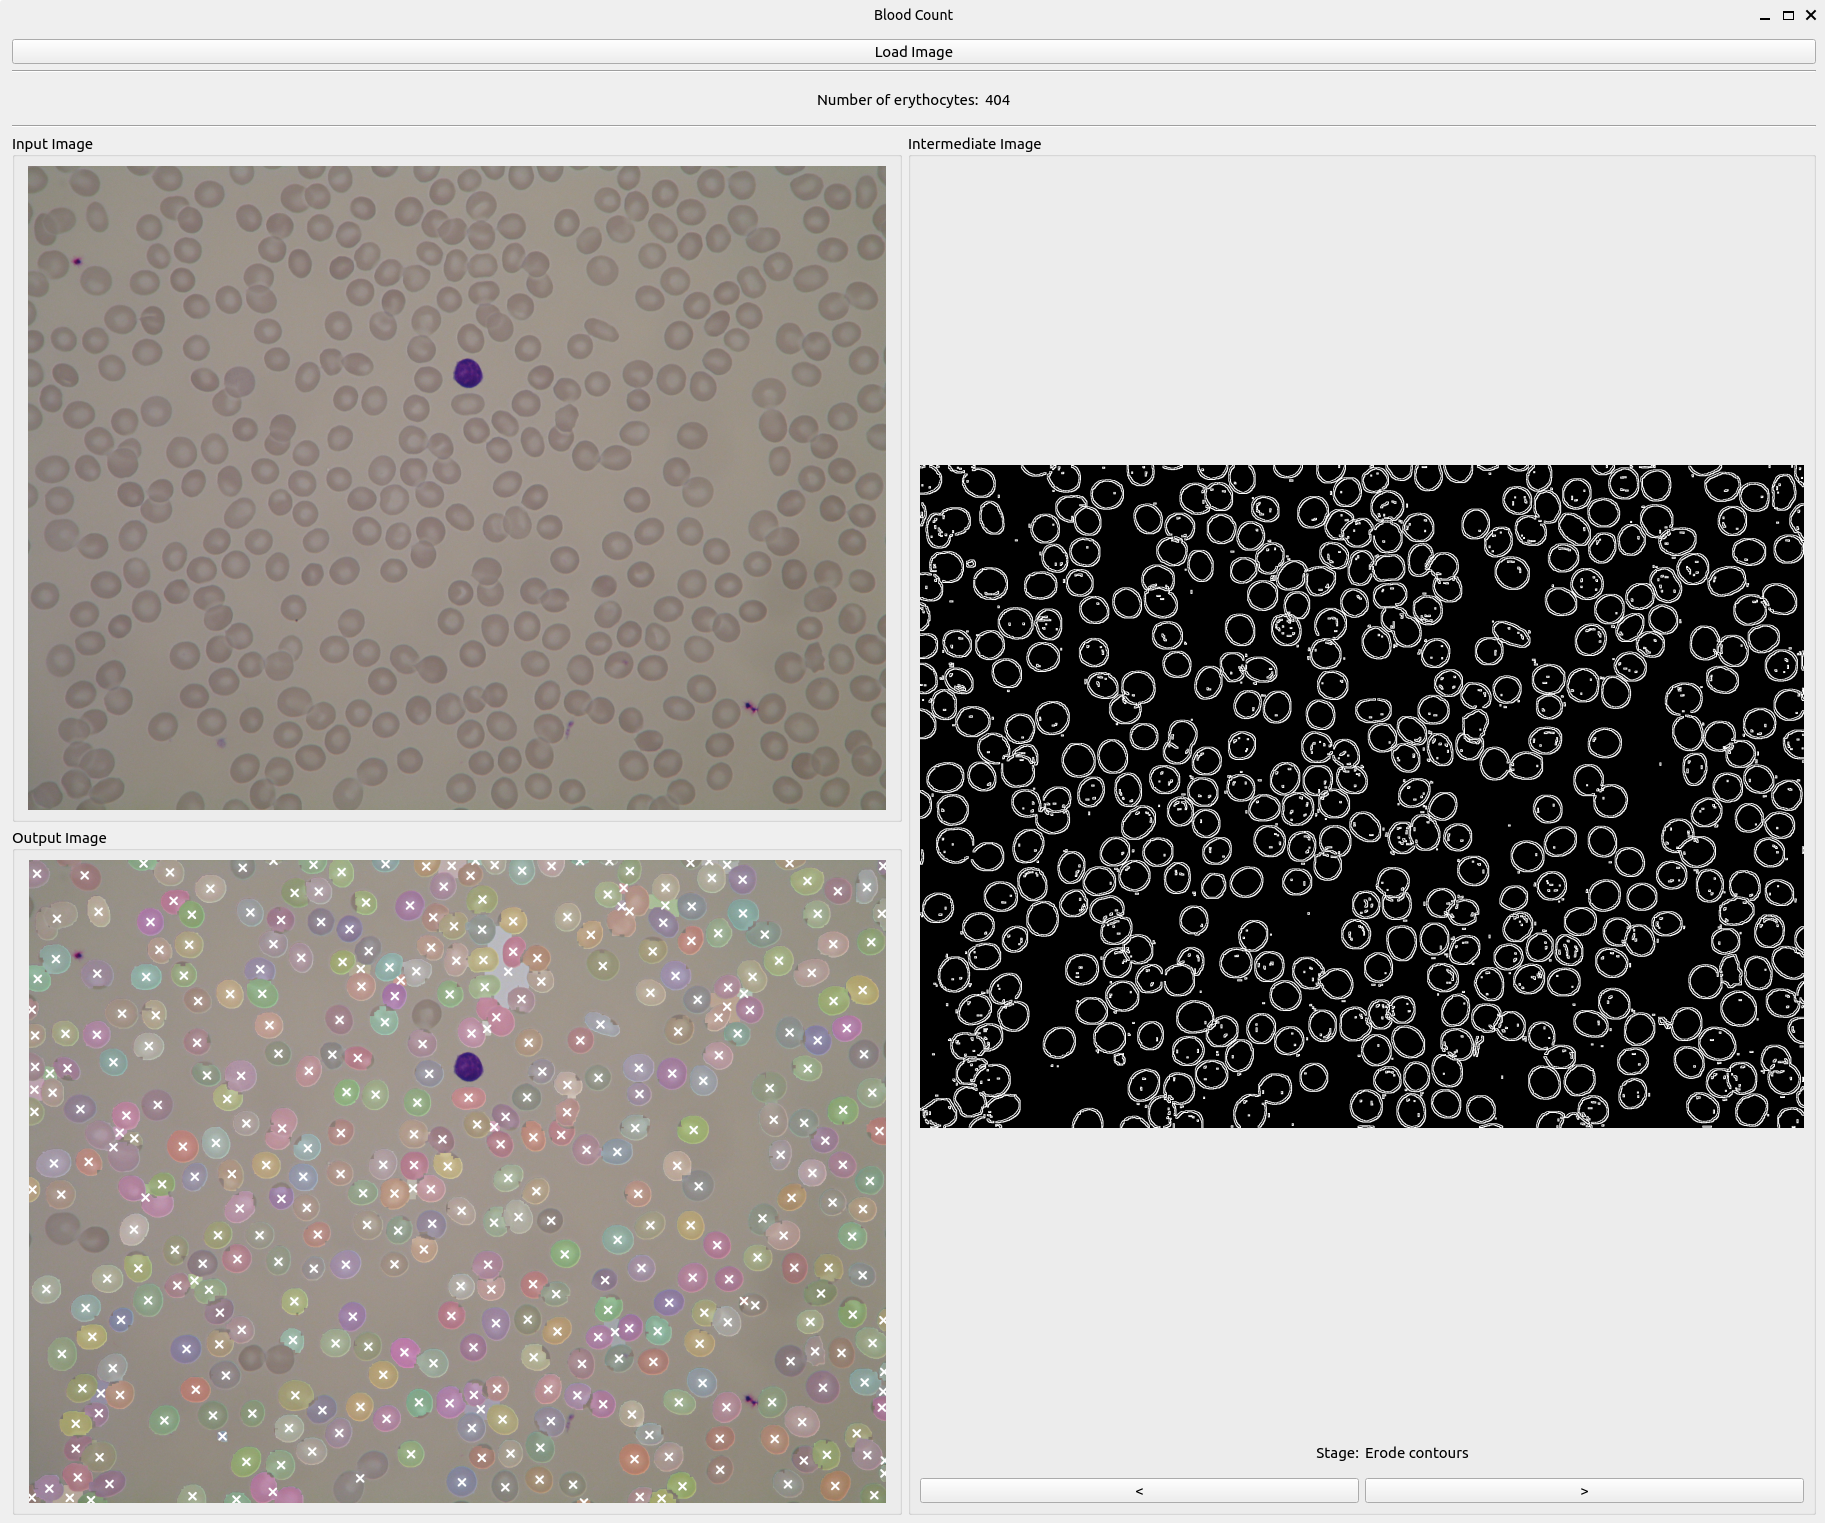 Blood Count
Load Image
Number of erythocytes: 404
Input Image
Intermediate Image
Output Image
Stage: Erode contours
<
>